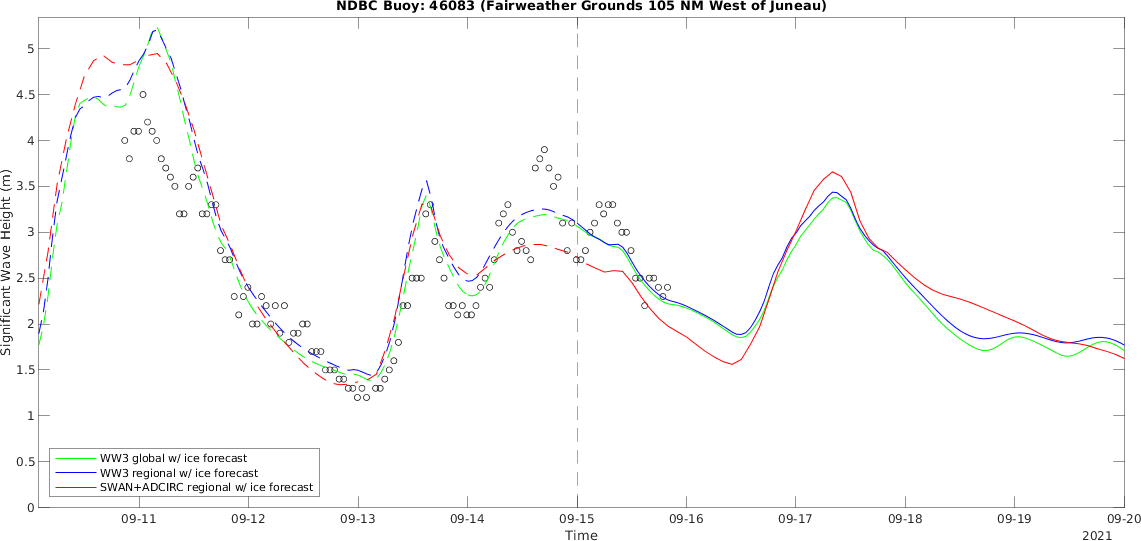 NDBC Buoy: 46083 (Fairweather Grounds 105 NM West of Juneau)
Significant Wave Height (m)
5
4.5
4
3.5
3
2.5
2
1.5
1
0.5
0
WW3 global w/ ice forecast
WW3 regional w/ ice forecast
SWAN+ADCIRC regional w/ ice forecast
09-11 09-12 09-13 09-14 09-15 09-16 09-17 09-18 09-19 09-20
Time 2021